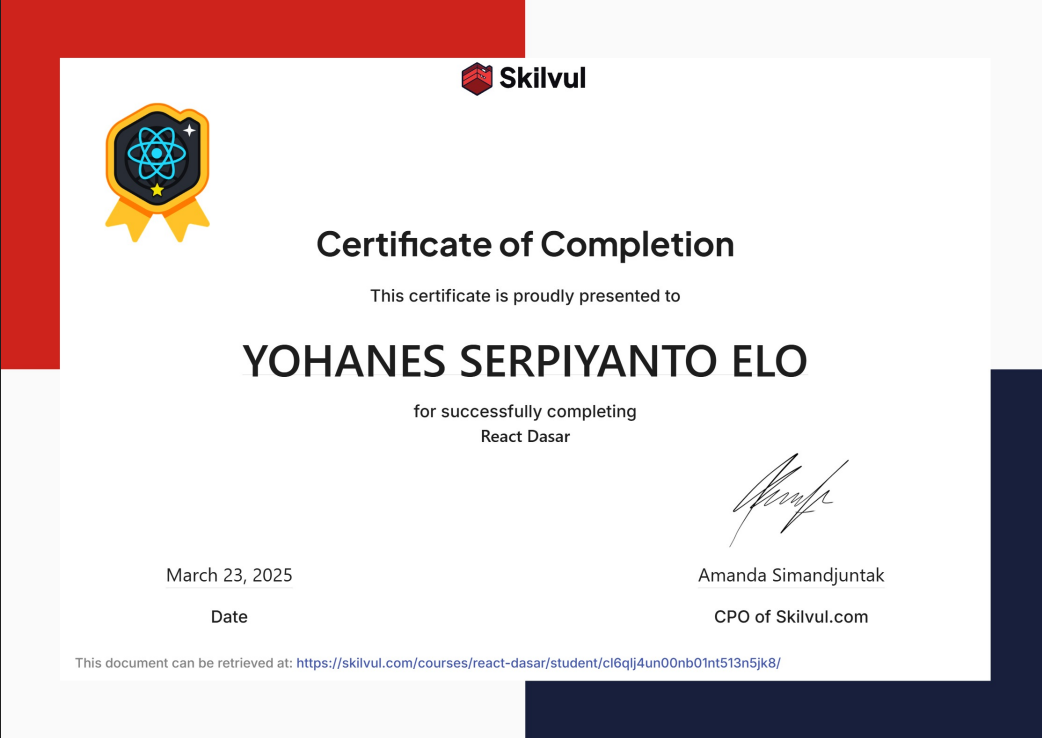 Skilvul
Certificate of Completion
This certificate is proudly presented to
YOHANES SERPIYANTO ELO
for successfully completing
React Dasar
March 23, 2025
Date
Amanda Simandjuntak
CPO of Skilvul.com
This document can be retrieved at: https://skilvul.com/courses/react-dasar/student/cl6qlj4un00nb01nt513n5jk8/